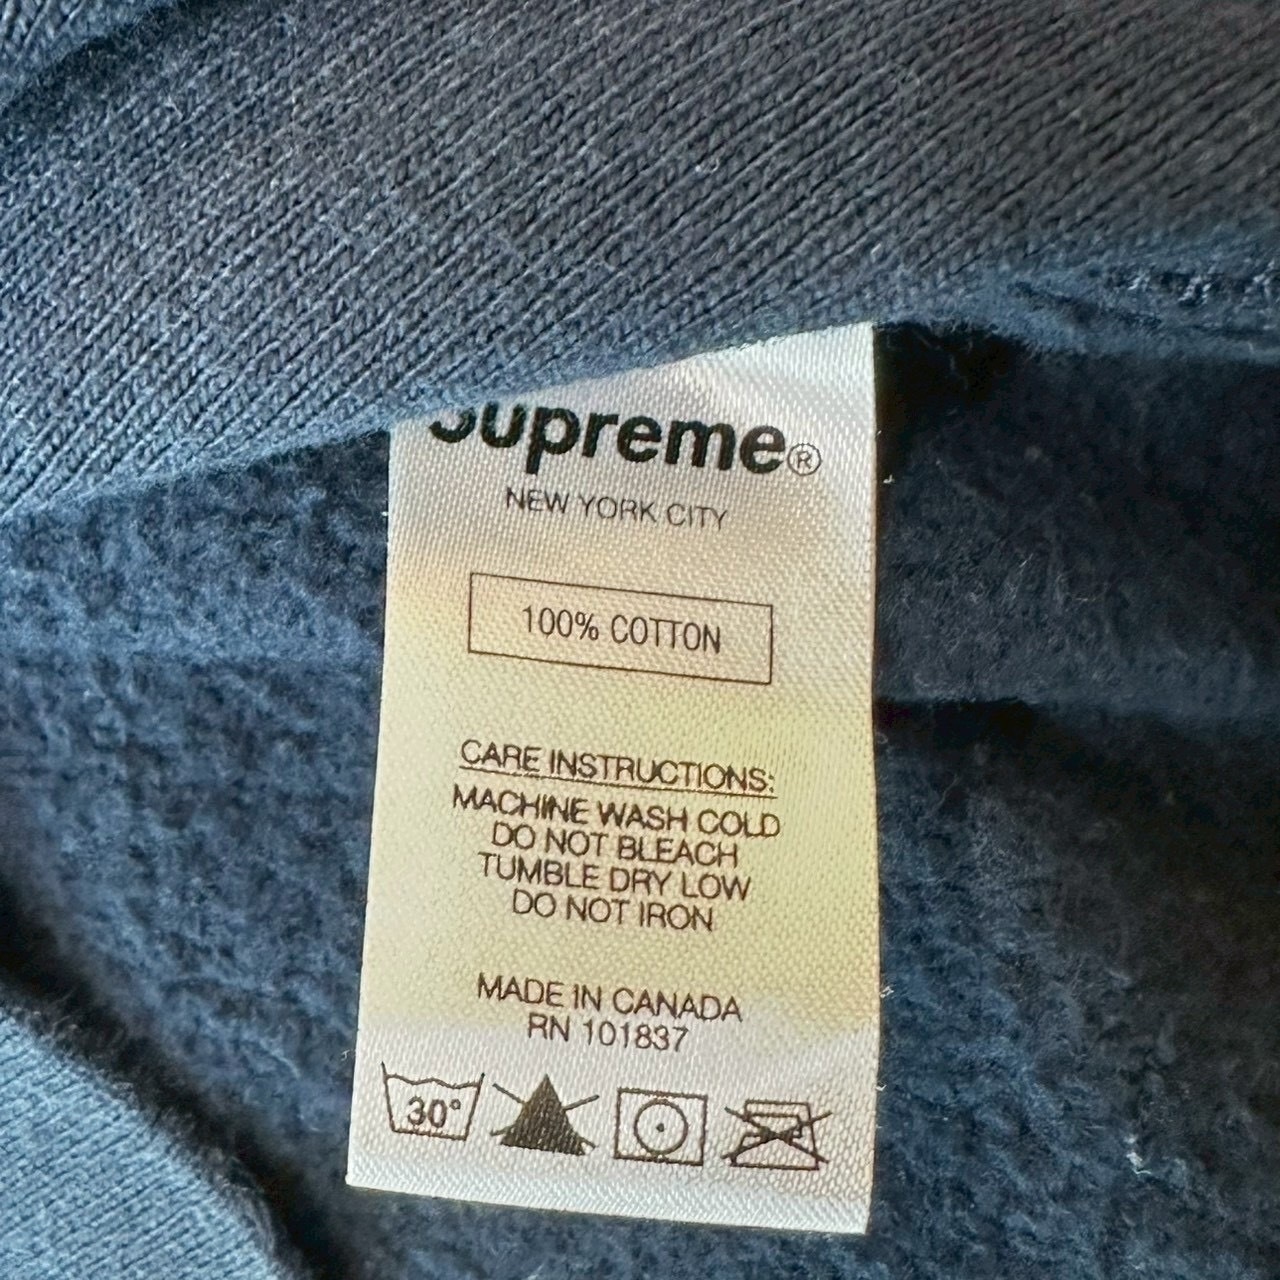 Supreme®
NEW YORK CITY
100% COTTON
CARE INSTRUCTIONS:
MACHINE WASH COLD
DO NOT BLEACH
TUMBLE DRY LOW
DO NOT IRON
MADE IN CANADA
RN 101837
30°